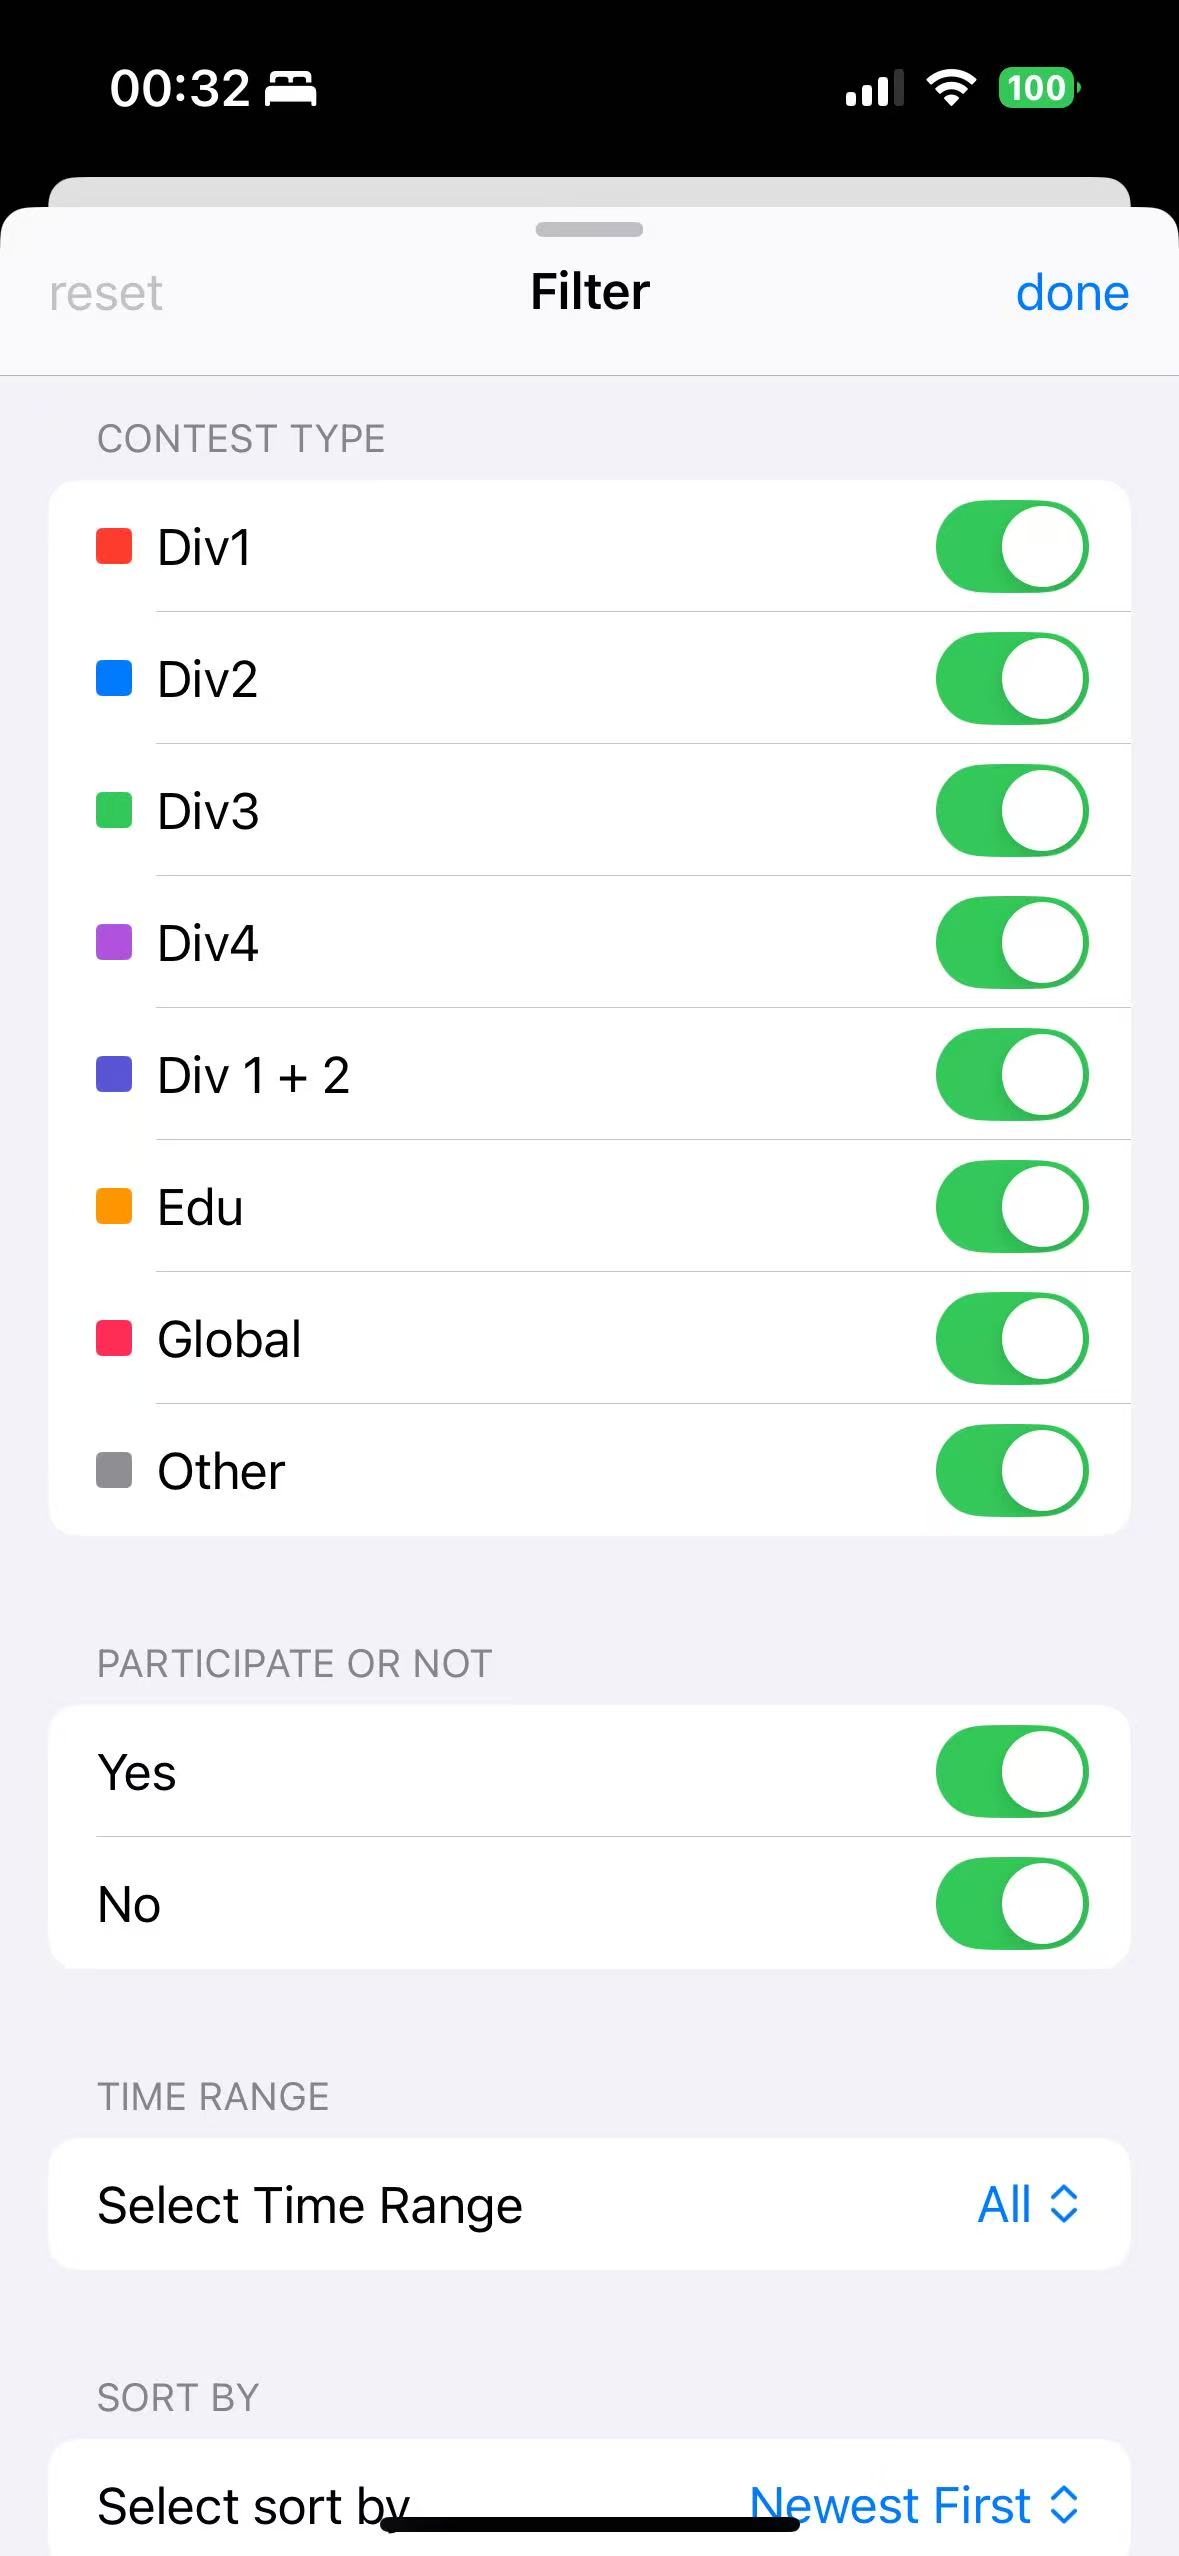 00:32 100
reset Filter done
CONTEST TYPE
Div1
Div2
Div3
Div4
Div 1 + 2
Edu
Global
Other
PARTICIPATE OR NOT
Yes
No
TIME RANGE
Select Time Range All
SORT BY
Select sort by Newest First